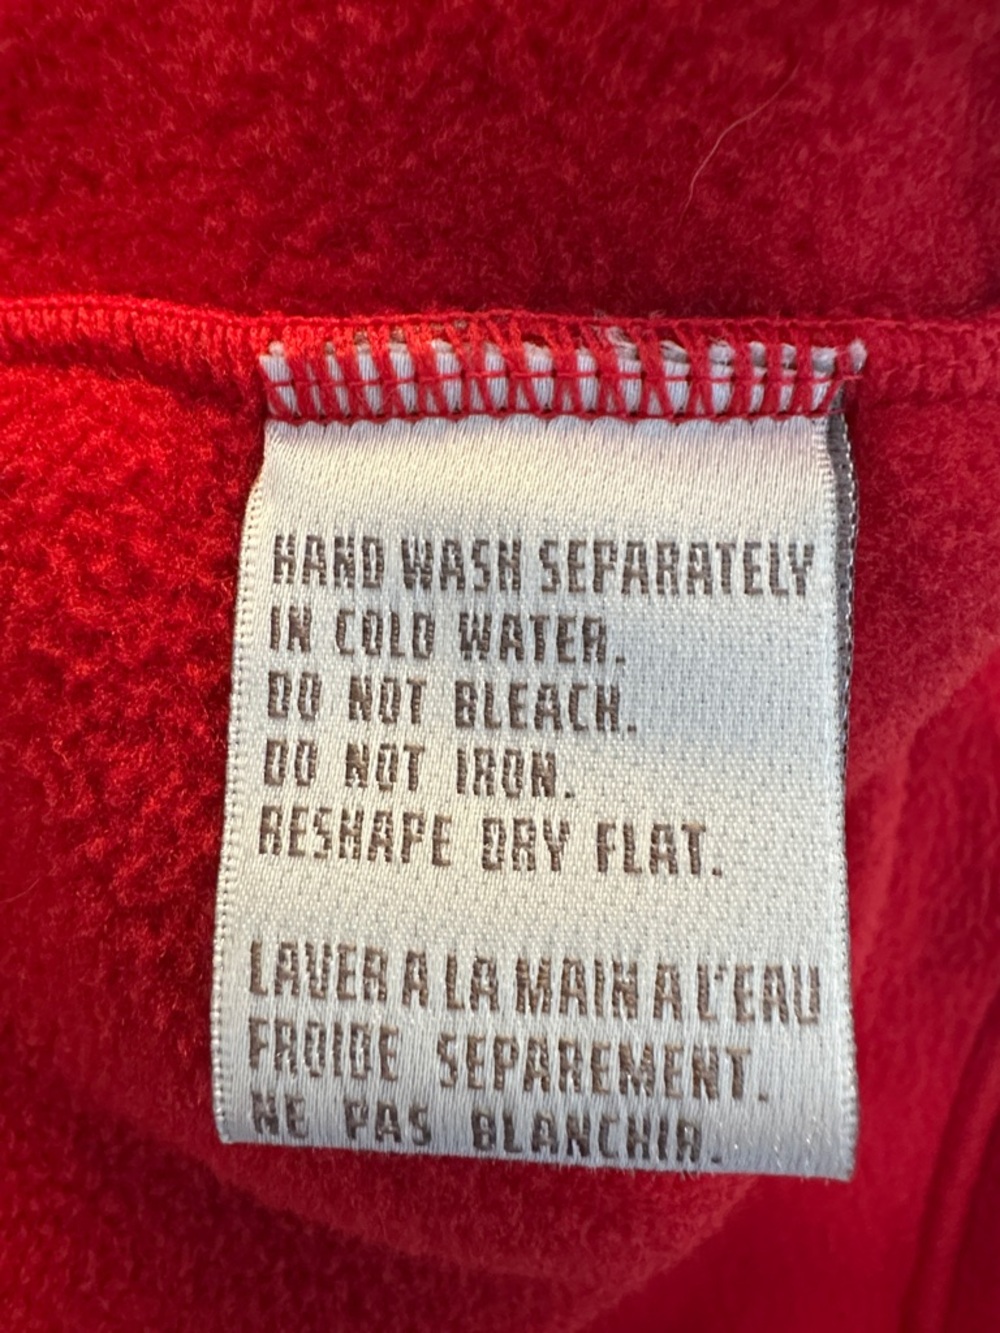 HAND WASH SEPARATELY
IN COLD WATER.
DO NOT BLEACH.
DO NOT IRON.
RESHAPE DRY FLAT.
LAVER A LA MAIN A L'EAU
FROIDE SEPAREMENT.
NE PAS BLANCHIR.